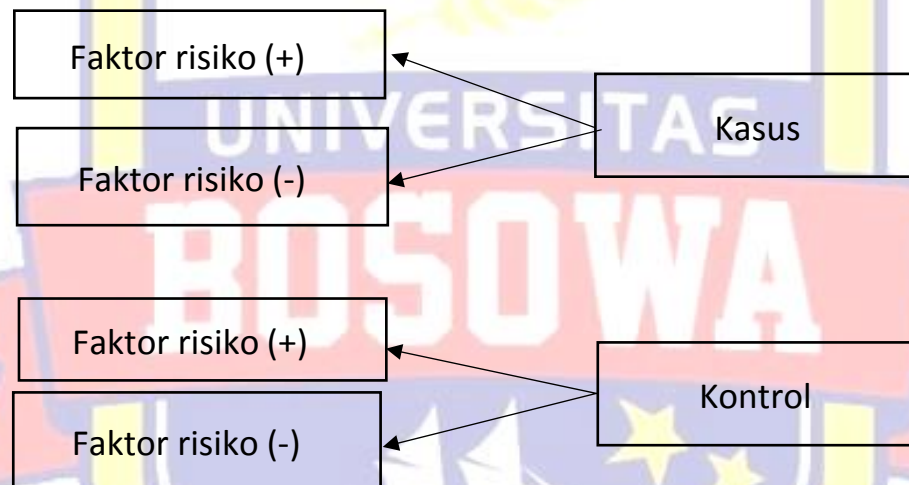 Faktor risiko (+)
UNIVERSITAS
Kasus
Faktor risiko (-)
BOSOWA
Faktor risiko (+)
Kontrol
Faktor risiko (-)